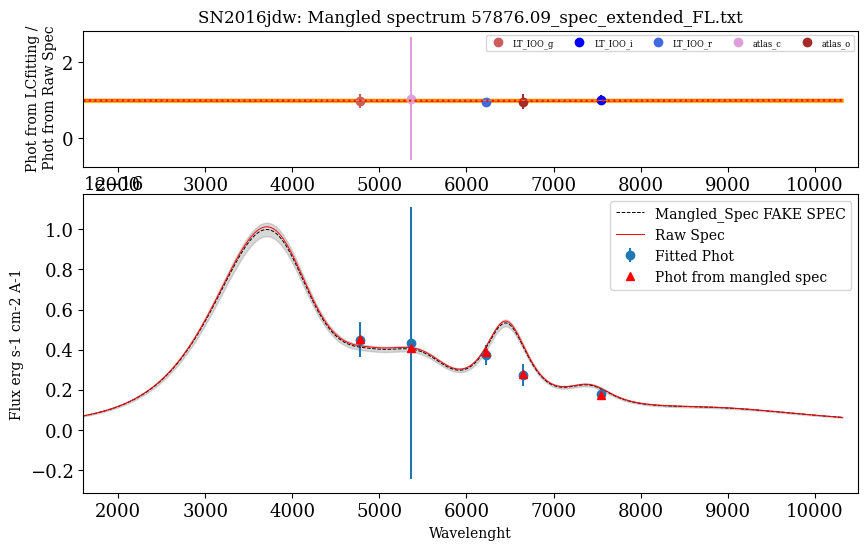 SN2016jdw: Mangled spectrum 57876.09_spec_extended_FL.txt
Phot from LCfitting /
Phot from Raw Spec
2
0
LT_IOO_g
LT_IOO_i
LT_IOO_r
atlas_c
atlas_o
2000
3000
4000
5000
6000
7000
8000
9000
10000
1e−16
Flux erg s-1 cm-2 A-1
1.0
0.8
0.6
0.4
0.2
0.0
−0.2
Mangled_Spec FAKE SPEC
Raw Spec
Fitted Phot
Phot from mangled spec
2000
3000
4000
5000
6000
7000
8000
9000
10000
Wavelenght